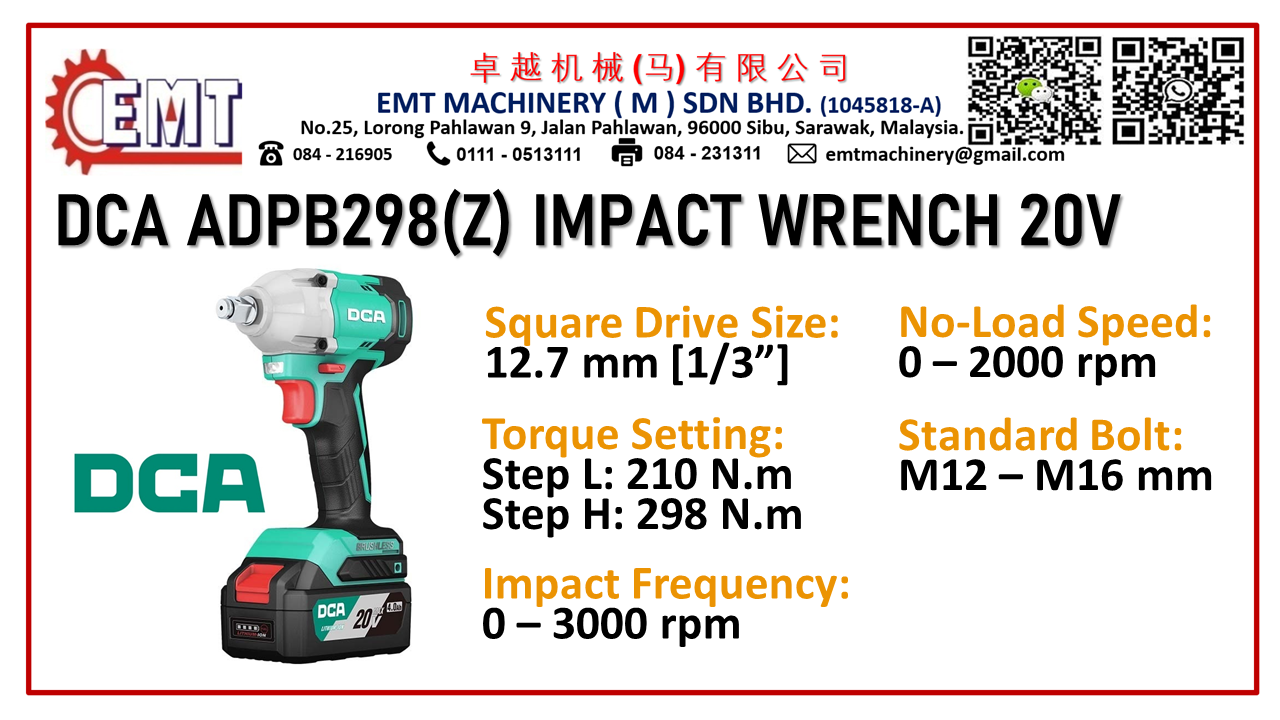 EMT
卓越机械(马)有限公司
EMT MACHINERY ( M ) SDN BHD. (1045818-A)
No.25, Lorong Pahlawan 9, Jalan Pahlawan, 96000 Sibu, Sarawak, Malaysia.
084 - 216905 0111 - 0513111 084 - 231311 emtmachinery@gmail.com
DCA ADPB298(Z) IMPACT WRENCH 20V
DCA
Square Drive Size:
12.7 mm [1/3”]
No-Load Speed:
0 – 2000 rpm
Torque Setting:
Step L: 210 N.m
Step H: 298 N.m
Standard Bolt:
M12 – M16 mm
DCA
BRUSHLESS
Impact Frequency:
0 – 3000 rpm
DCA
20V
4.0Ah
LITHIUM-ION